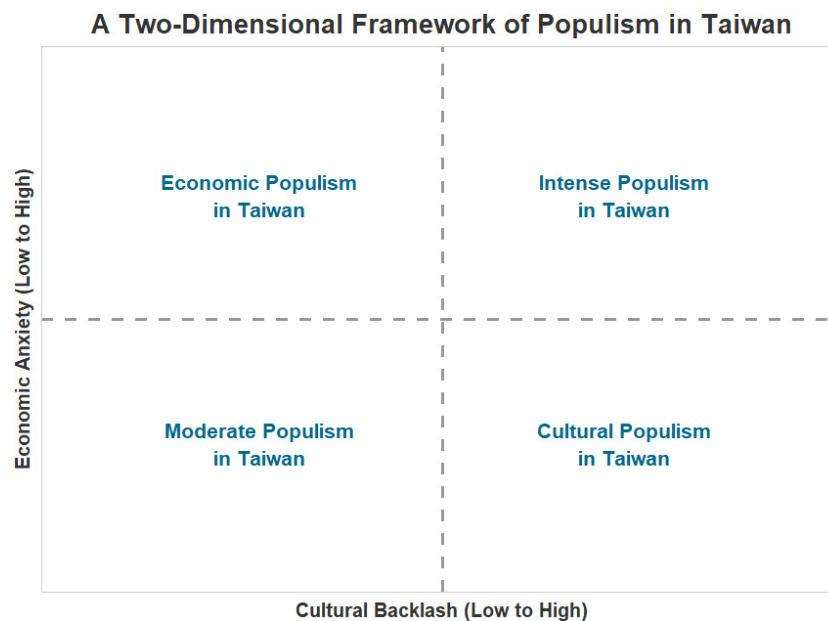 A Two-Dimensional Framework of Populism in Taiwan
Economic Anxiety (Low to High)
Economic Populism
in Taiwan
Intense Populism
in Taiwan
Moderate Populism
in Taiwan
Cultural Populism
in Taiwan
Cultural Backlash (Low to High)